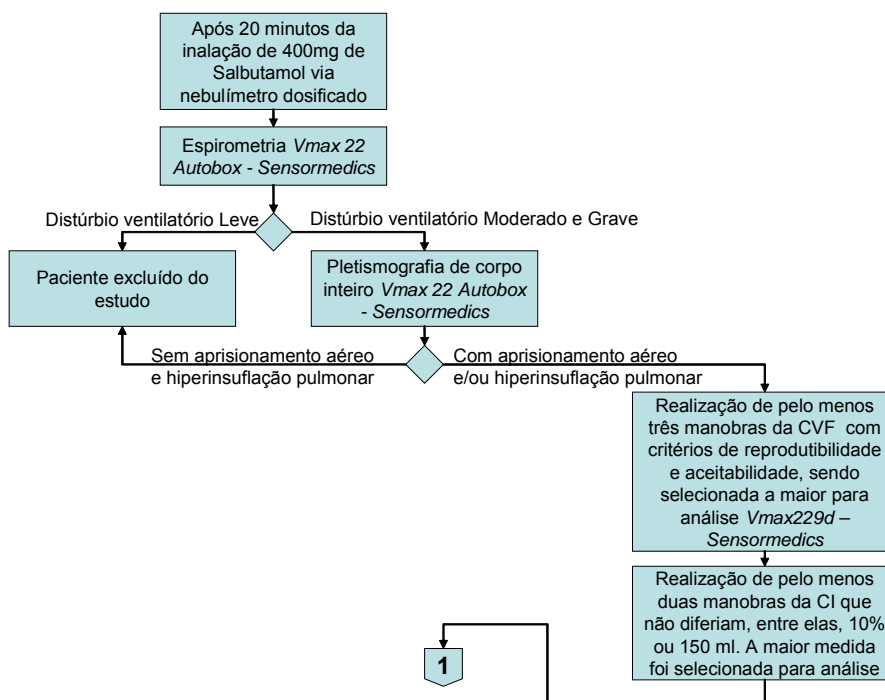 Após 20 minutos da
inalação de 400mg de
Salbutamol via
nebulímetro dosificado
Espirometria Vmax 22
Autobox - Sensormedics
Distúrbio ventilatório Leve
Distúrbio ventilatório Moderado e Grave
Paciente excluído do
estudo
Pletismografia de corpo
inteiro Vmax 22 Autobox
- Sensormedics
Sem aprisionamento aéreo
e hiperinsuflação pulmonar
Com aprisionamento aéreo
e/ou hiperinsuflação pulmonar
Realização de pelo menos
três manobras da CVF com
critérios de reprodutibilidade
e aceitabilidade, sendo
selecionada a maior para
análise Vmax229d –
Sensormedics
Realização de pelo menos
duas manobras da CI que
não diferiam, entre elas, 10%
ou 150 ml. A maior medida
foi selecionada para análise
1